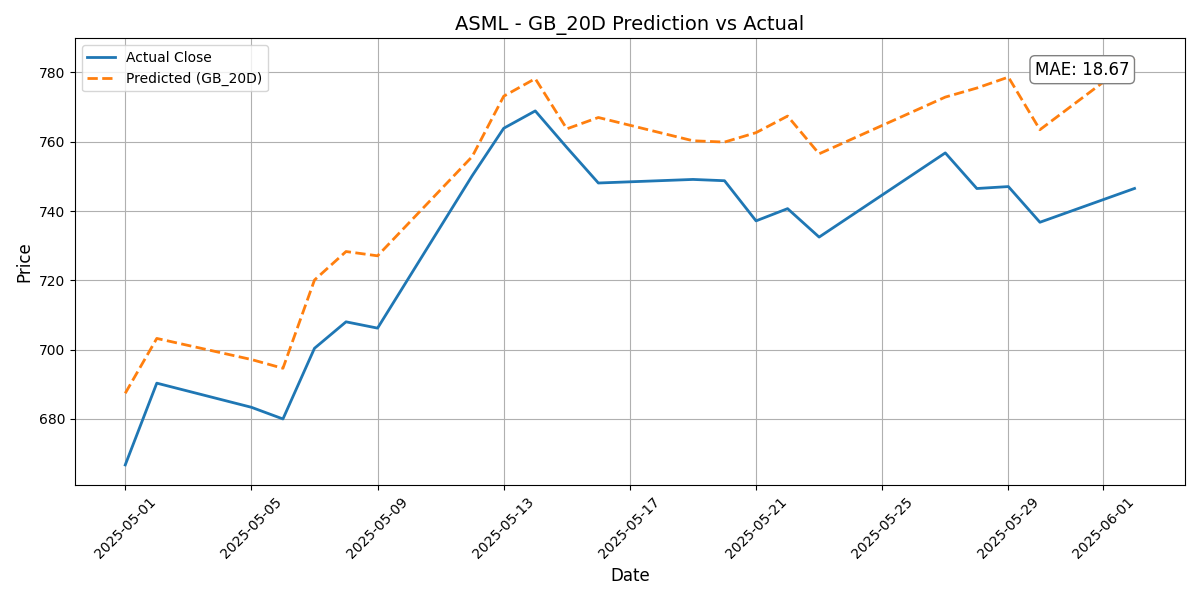 ASML - GB_20D Prediction vs Actual
Actual Close
Predicted (GB_20D)
MAE: 18.67
Price
780
760
740
720
700
680
2025-05-01
2025-05-05
2025-05-09
2025-05-13
2025-05-17
2025-05-21
2025-05-25
2025-05-29
2025-06-01
Date